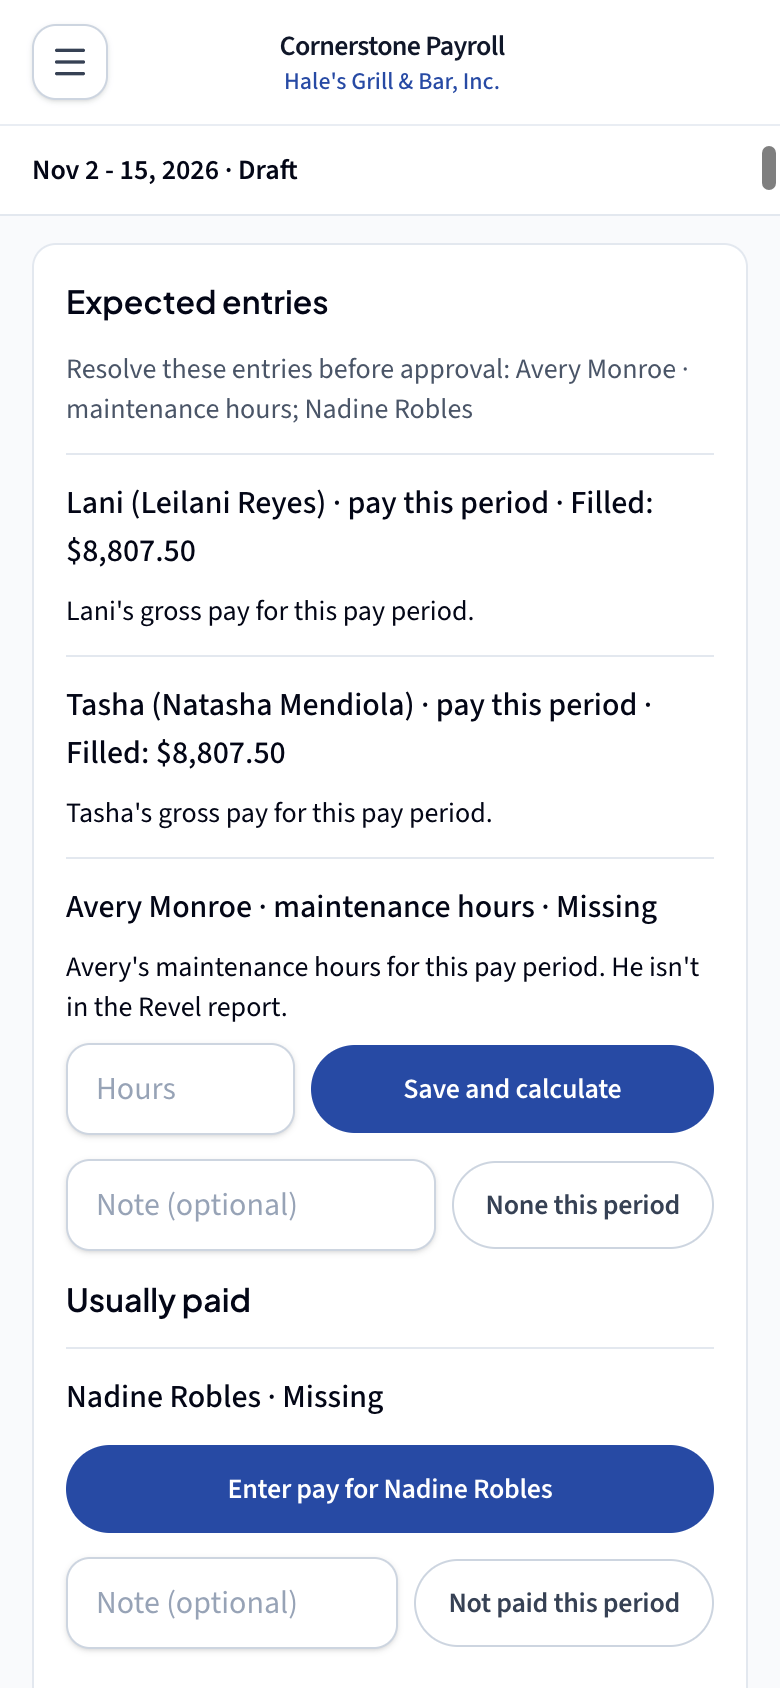 Cornerstone Payroll
Hale's Grill & Bar, Inc.
Nov 2 - 15, 2026 · Draft
Expected entries
Resolve these entries before approval: Avery Monroe ·
maintenance hours; Nadine Robles
Lani (Leilani Reyes) · pay this period · Filled:
$8,807.50
Lani's gross pay for this pay period.
Tasha (Natasha Mendiola) · pay this period ·
Filled: $8,807.50
Tasha's gross pay for this pay period.
Avery Monroe · maintenance hours · Missing
Avery's maintenance hours for this pay period. He isn't
in the Revel report.
Hours
Save and calculate
Note (optional)
None this period
Usually paid
Nadine Robles · Missing
Enter pay for Nadine Robles
Note (optional)
Not paid this period